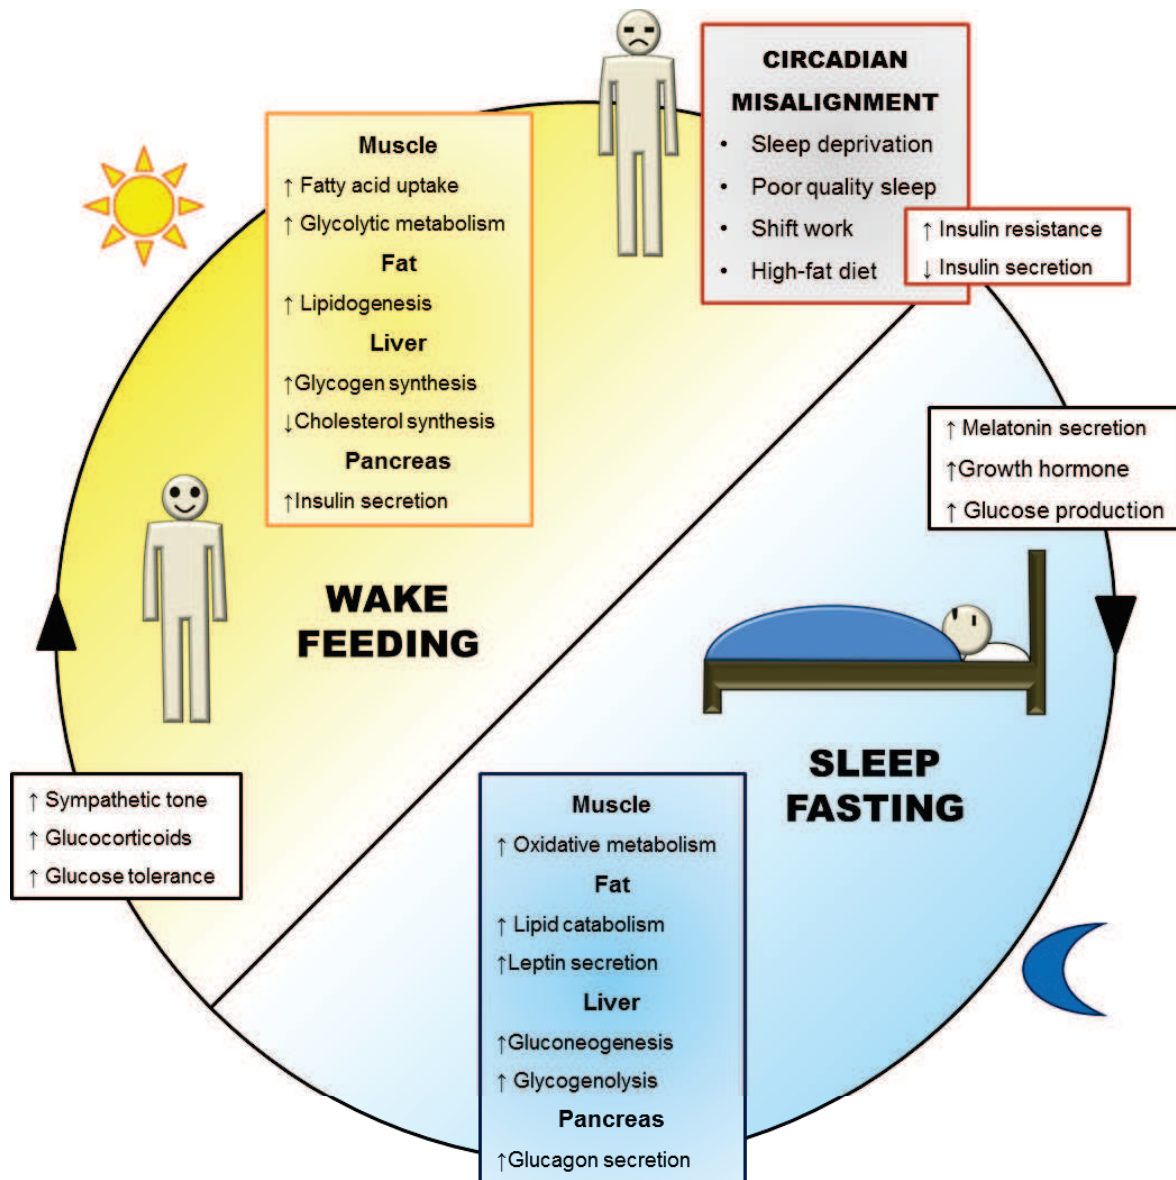 CIRCADIAN
MISALIGNMENT
• Sleep deprivation
• Poor quality sleep
• Shift work
• High-fat diet
↑ Insulin resistance
↓ Insulin secretion
Muscle
↑ Fatty acid uptake
↑ Glycolytic metabolism
Fat
↑ Lipidogenesis
Liver
↑Glycogen synthesis
↓Cholesterol synthesis
Pancreas
↑Insulin secretion
↑ Melatonin secretion
↑Growth hormone
↑ Glucose production
WAKE
FEEDING
SLEEP
FASTING
↑ Sympathetic tone
↑ Glucocorticoids
↑ Glucose tolerance
Muscle
↑ Oxidative metabolism
Fat
↑ Lipid catabolism
↑Leptin secretion
Liver
↑Gluconeogenesis
↑ Glycogenolysis
Pancreas
↑Glucagon secretion